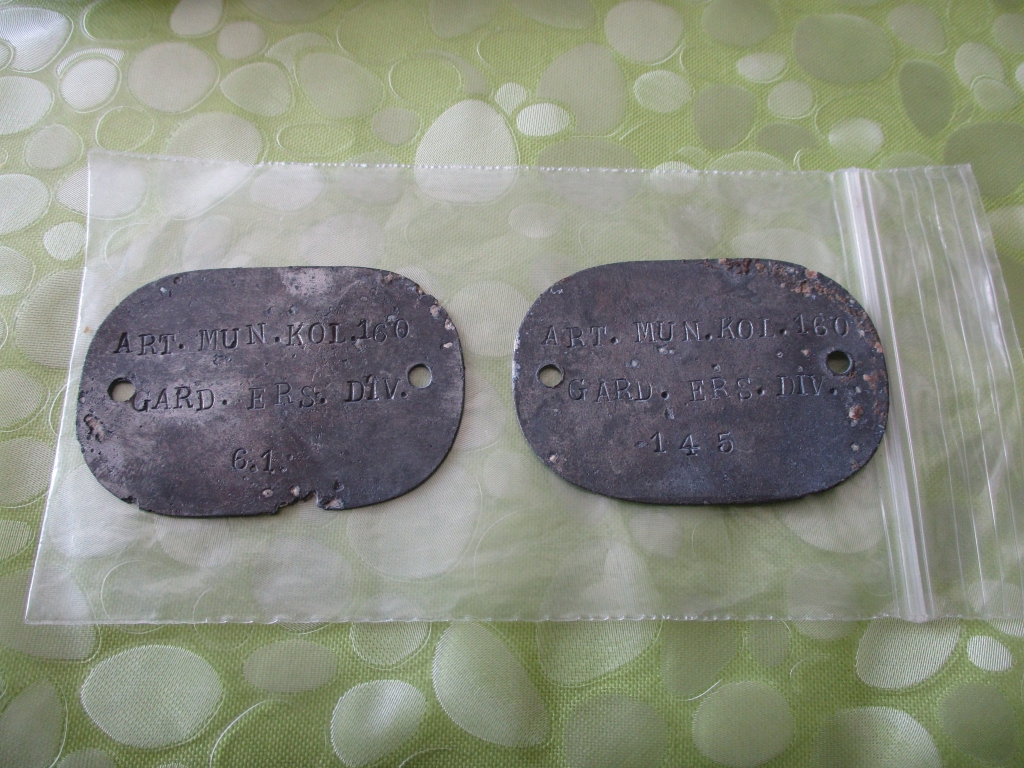 ART. MUN.KOL.160
GARD. ERS. DIV.
61.
ART. MUN.KOL.160
GARD. ERS. DIV.
145